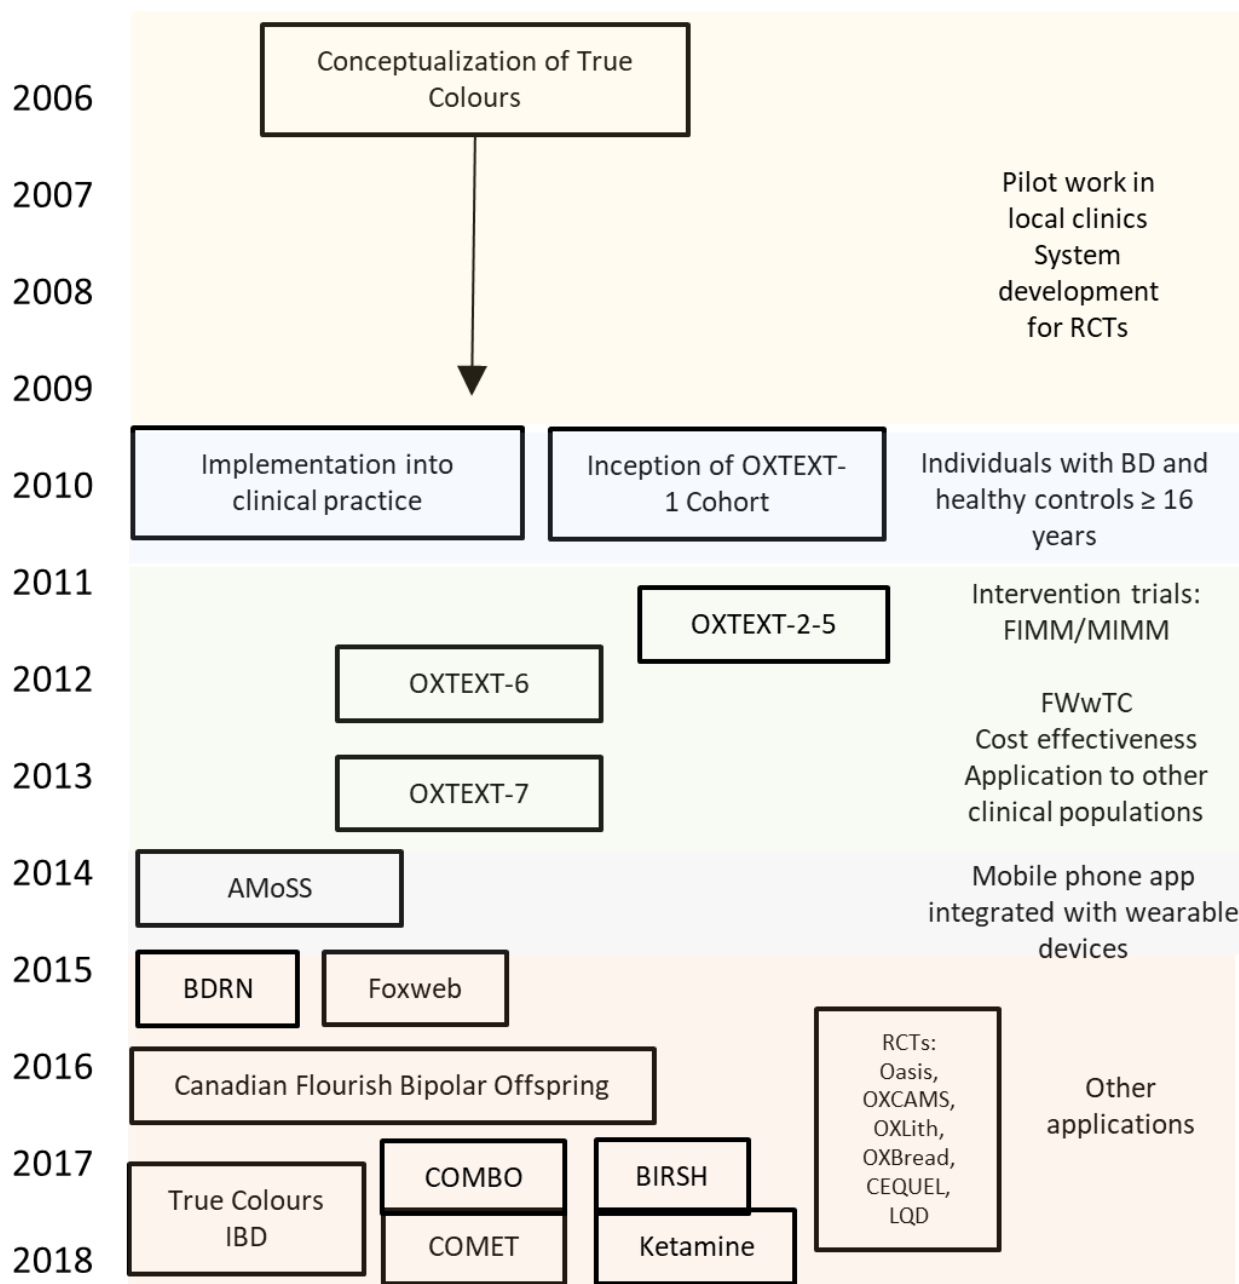 Conceptualization of True
Colours
2006
2007
Pilot work in
local clinics
System
development
for RCTs
2008
2009
2010
Implementation into
clinical practice
Inception of OXTEXT-
1 Cohort
Individuals with BD and
healthy controls ≥ 16
years
2011
OXTEXT-2-5
Intervention trials:
FIMM/MIMM
2012
OXTEXT-6
FWwTC
Cost effectiveness
Application to other
clinical populations
2013
OXTEXT-7
2014
AMoSS
Mobile phone app
integrated with wearable
devices
2015
BDRN
Foxweb
2016
Canadian Flourish Bipolar Offspring
RCTs:
Oasis,
OXCAMS,
OXLith,
OXBread,
CEQUEL,
LQD
Other
applications
2017
COMBO
BIRSH
True Colours
IBD
COMET
Ketamine
2018